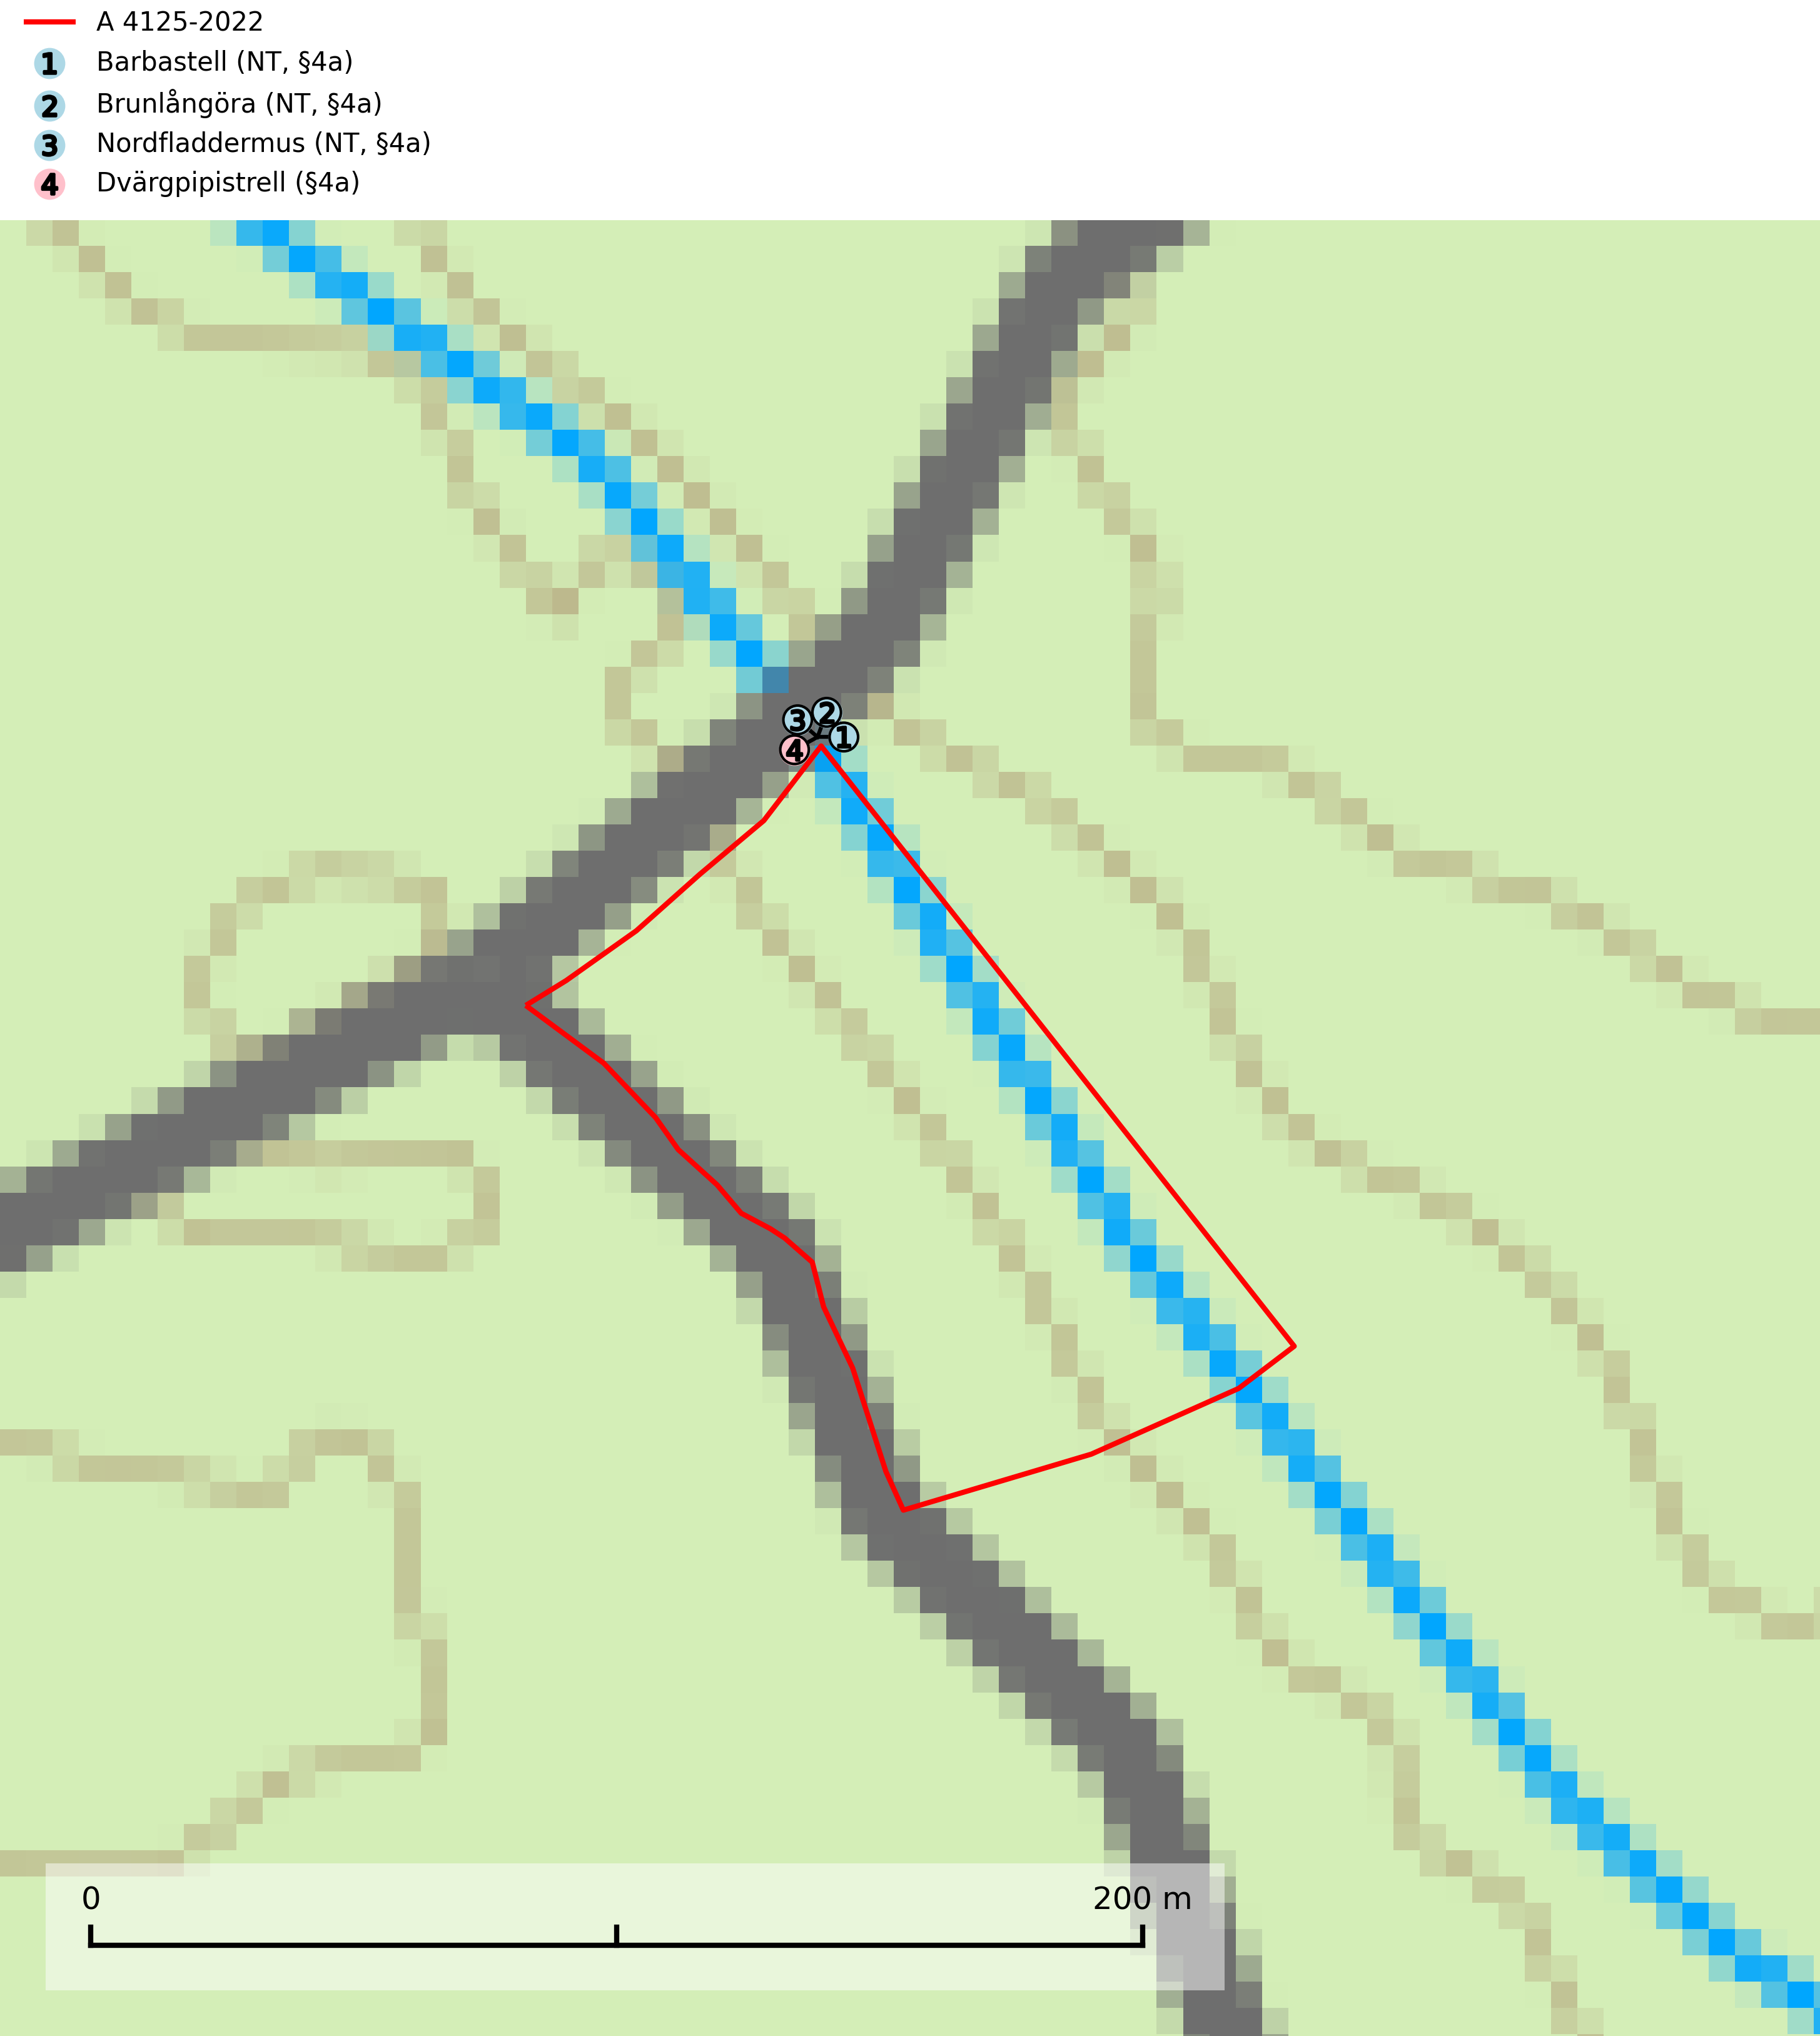 A 4125-2022
1 Barbastell (NT, §4a)
2 Brunlångöra (NT, §4a)
3 Nordfladdermus (NT, §4a)
4 Dvärgpipistrell (§4a)
3 2
4 1
0 200 m